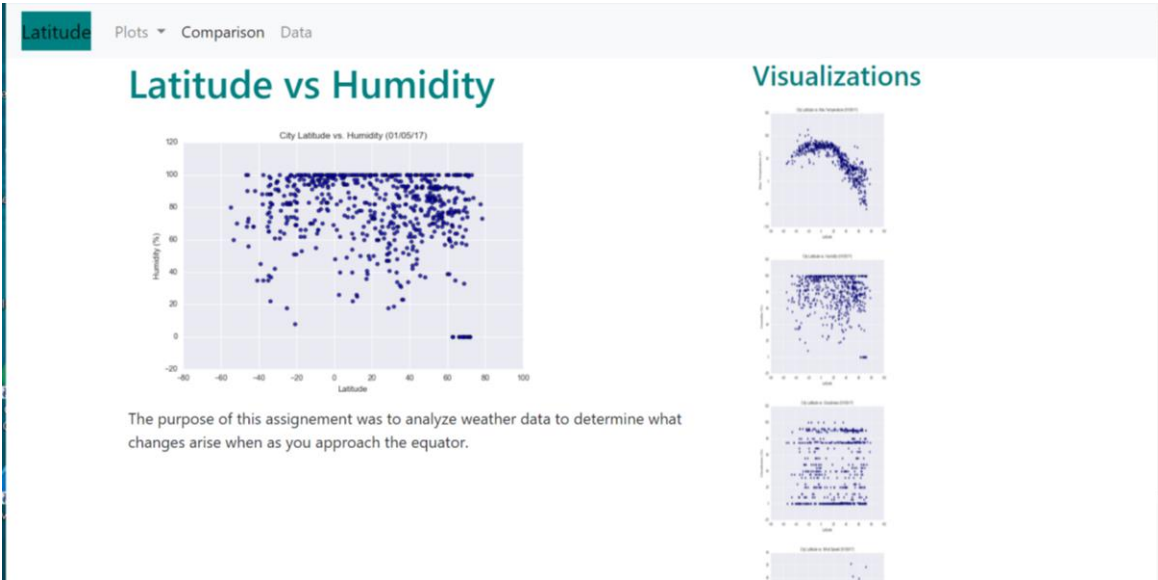 Latitude
Plots
Comparison
Data
Latitude vs Humidity
City Latitude vs. Humidity (01/05/17)
120
100
80
60
40
20
0
−20
Humidity (%)
−80 −60 −40 −20 0 20 40 60 80 100
Latitude
The purpose of this assignement was to analyze weather data to determine what
changes arise when as you approach the equator.
Visualizations